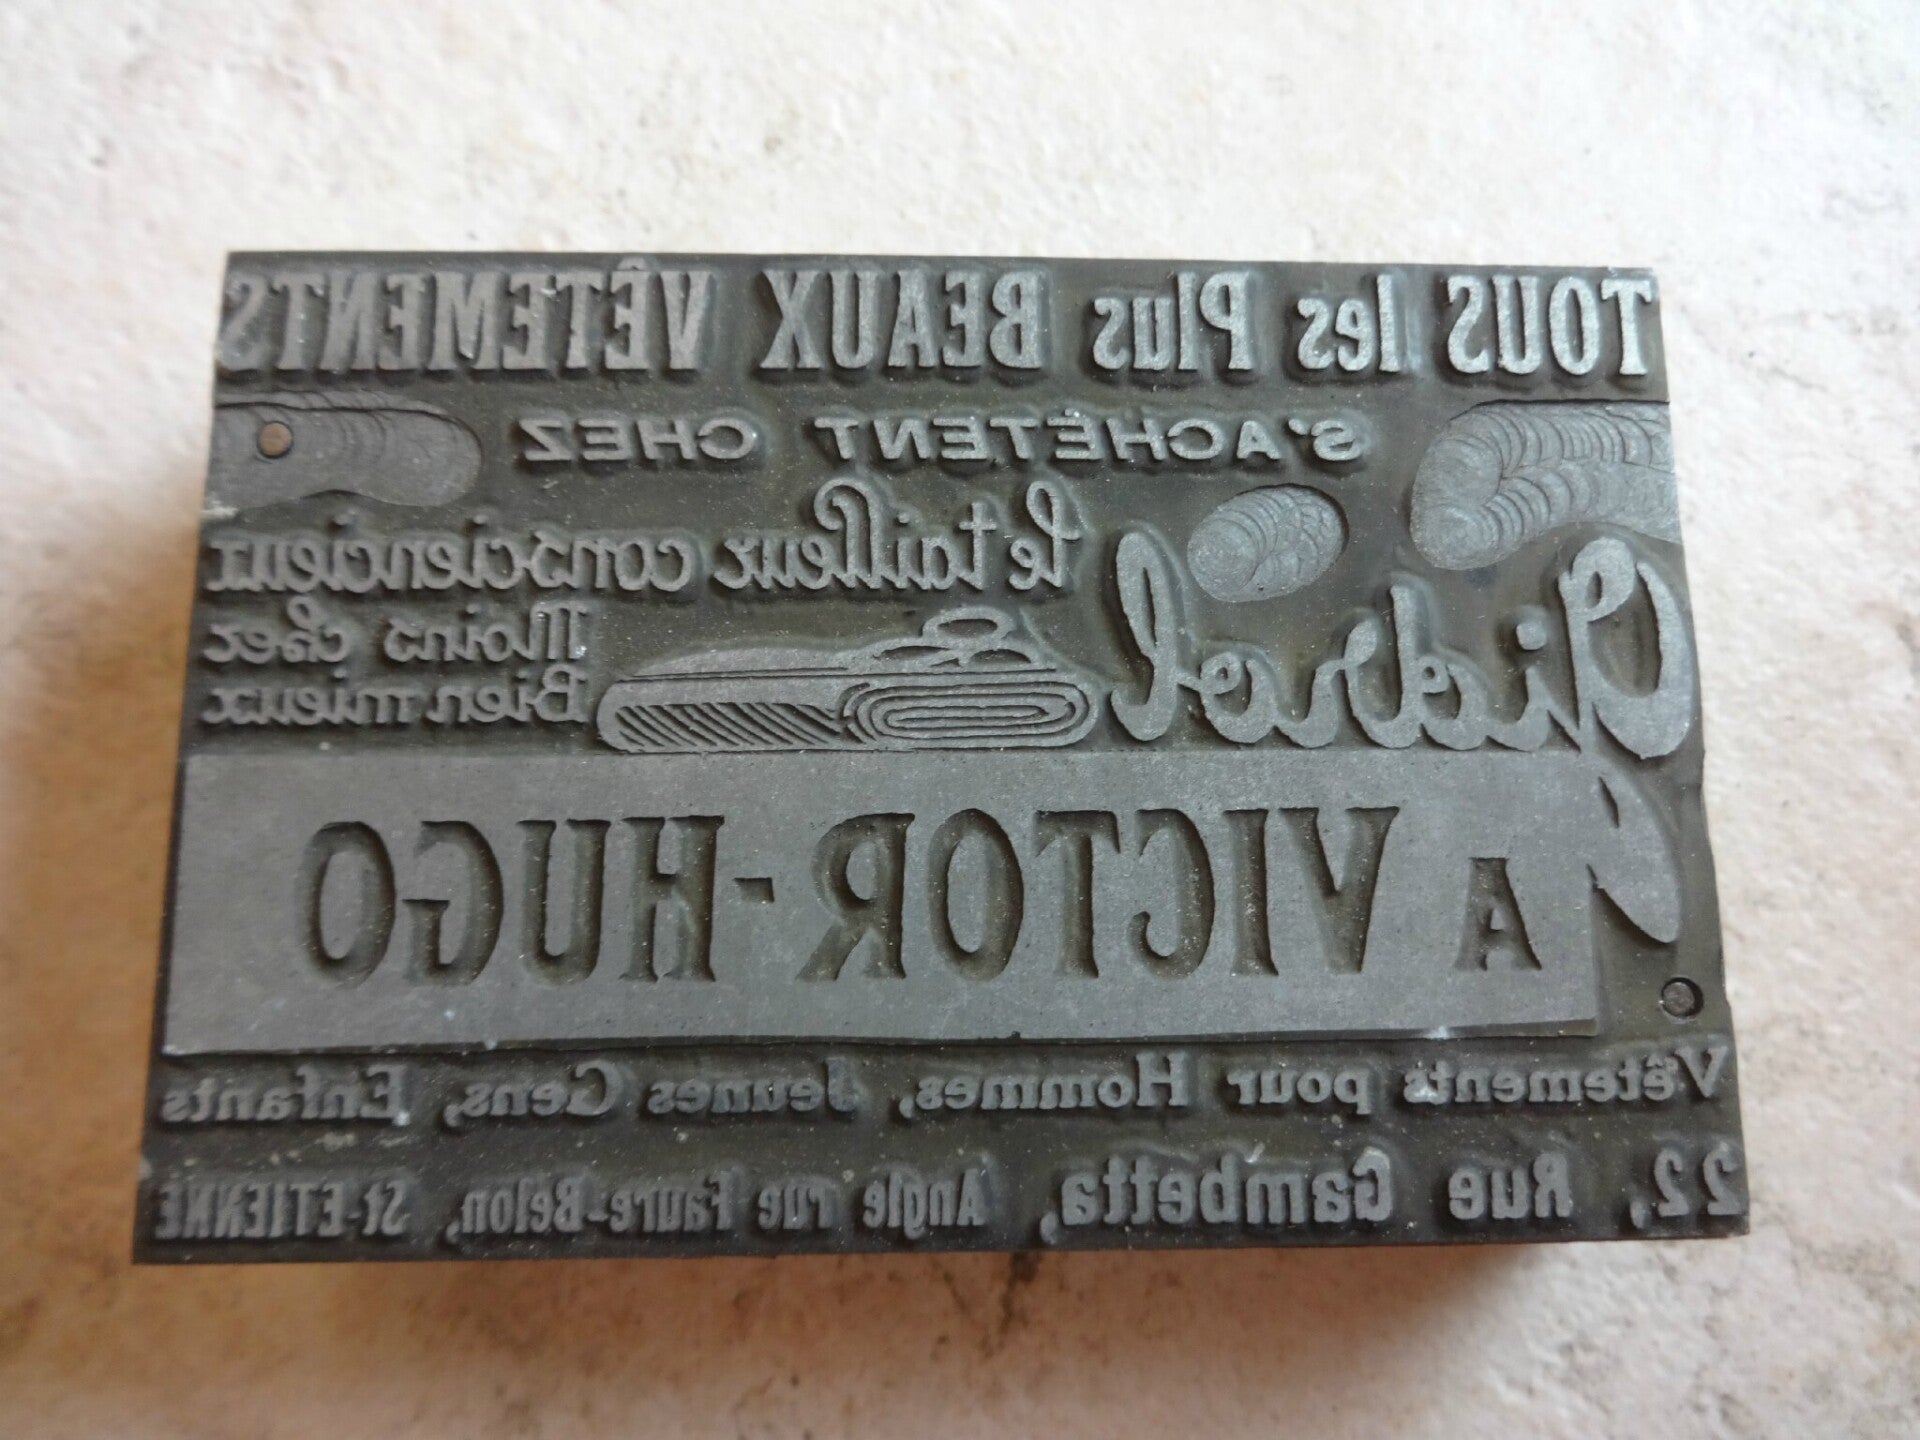 TOUS les Plus BEAUX VÊTEMENTS
S'ACHÈTENT CHEZ
Gidrol
le tailleur consciencieux
Moins cher
Bien mieux
A VICTOR-HUGO
Vêtements pour Hommes, Jeunes Gens, Enfants
22, Rue Gambetta, Angle rue Faure-Belon, St-ETIENNE